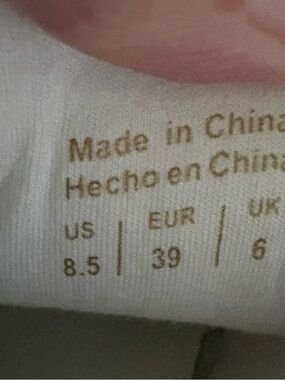 Made in China
Hecho en China
US | EUR | UK
8.5 | 39 | 6